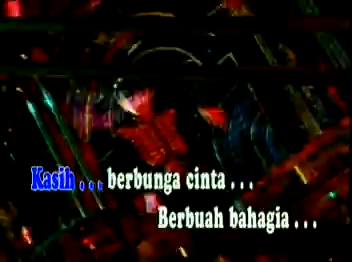 Kasih . . . berbunga cinta . . .
Berbuah bahagia . . .